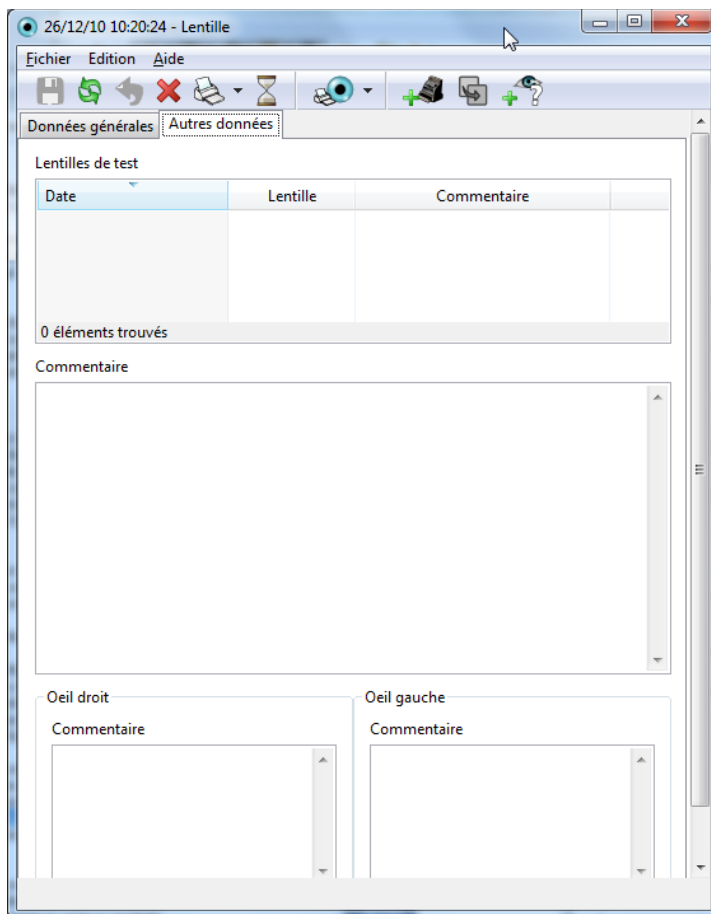 26/12/10 10:20:24 - Lentille
Fichier Edition Aide
Données générales Autres données
Lentilles de test
Date Lentille Commentaire
0 éléments trouvés
Commentaire
Oeil droit Oeil gauche
Commentaire Commentaire